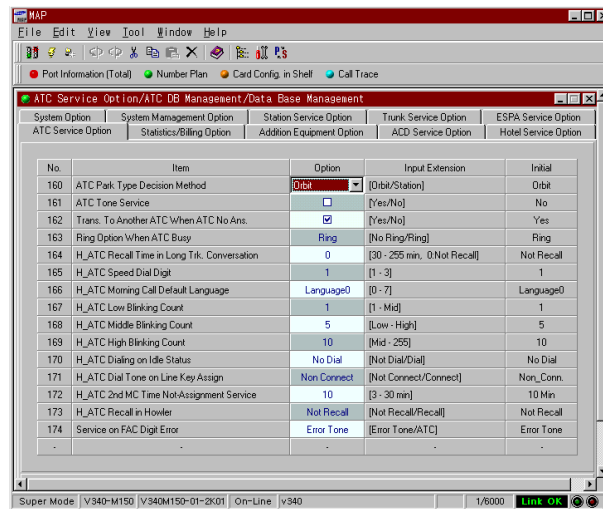 MAP
File Edit View Tool Window Help
Port Information (Total) Number Plan Card Config. in Shelf Call Trace
ATC Service Option/ATC DB Management/Data Base Management
System Option System Mamagement Option Station Service Option Trunk Service Option ESPA Service Option
ATC Service Option Statistics/Billing Option Addition Equipment Option ACD Service Option Hotel Service Option
No. Item Option Input Extension Initial
160 ATC Park Type Decision Method Orbit [Orbit/Station] Orbit
161 ATC Tone Service [Yes/No] No
162 Trans. To Another ATC When ATC No Ans. [Yes/No] Yes
163 Ring Option When ATC Busy Ring [No Ring/Ring] Ring
164 H_ATC Recall Time in Long Trk. Conversation 0 [30 - 255 min, 0:Not Recall] Not Recall
165 H_ATC Speed Dial Digit 1 [1 - 3] 1
166 H_ATC Morning Call Default Language Language0 [0 - 7] Language0
167 H_ATC Low Blinking Count 1 [1 - Mid] 1
168 H_ATC Middle Blinking Count 5 [Low - High] 5
169 H_ATC High Blinking Count 10 [Mid - 255] 10
170 H_ATC Dialing on Idle Status No Dial [Not Dial/Dial] No Dial
171 H_ATC Dial Tone on Line Key Assign Non Connect [Not Connect/Connect] Non_Conn.
172 H_ATC 2nd MC Time Not-Assignment Service 10 [3 - 30 min] 10 Min
173 H_ATC Recall in Howler Not Recall [Not Recall/Recall] Not Recall
174 Service on FAC Digit Error Error Tone [Error Tone/ATC] Error Tone
- - - - -
Super Mode V340-M150 V340M150-01-2K01 On-Line v340 1/6000 Link OK